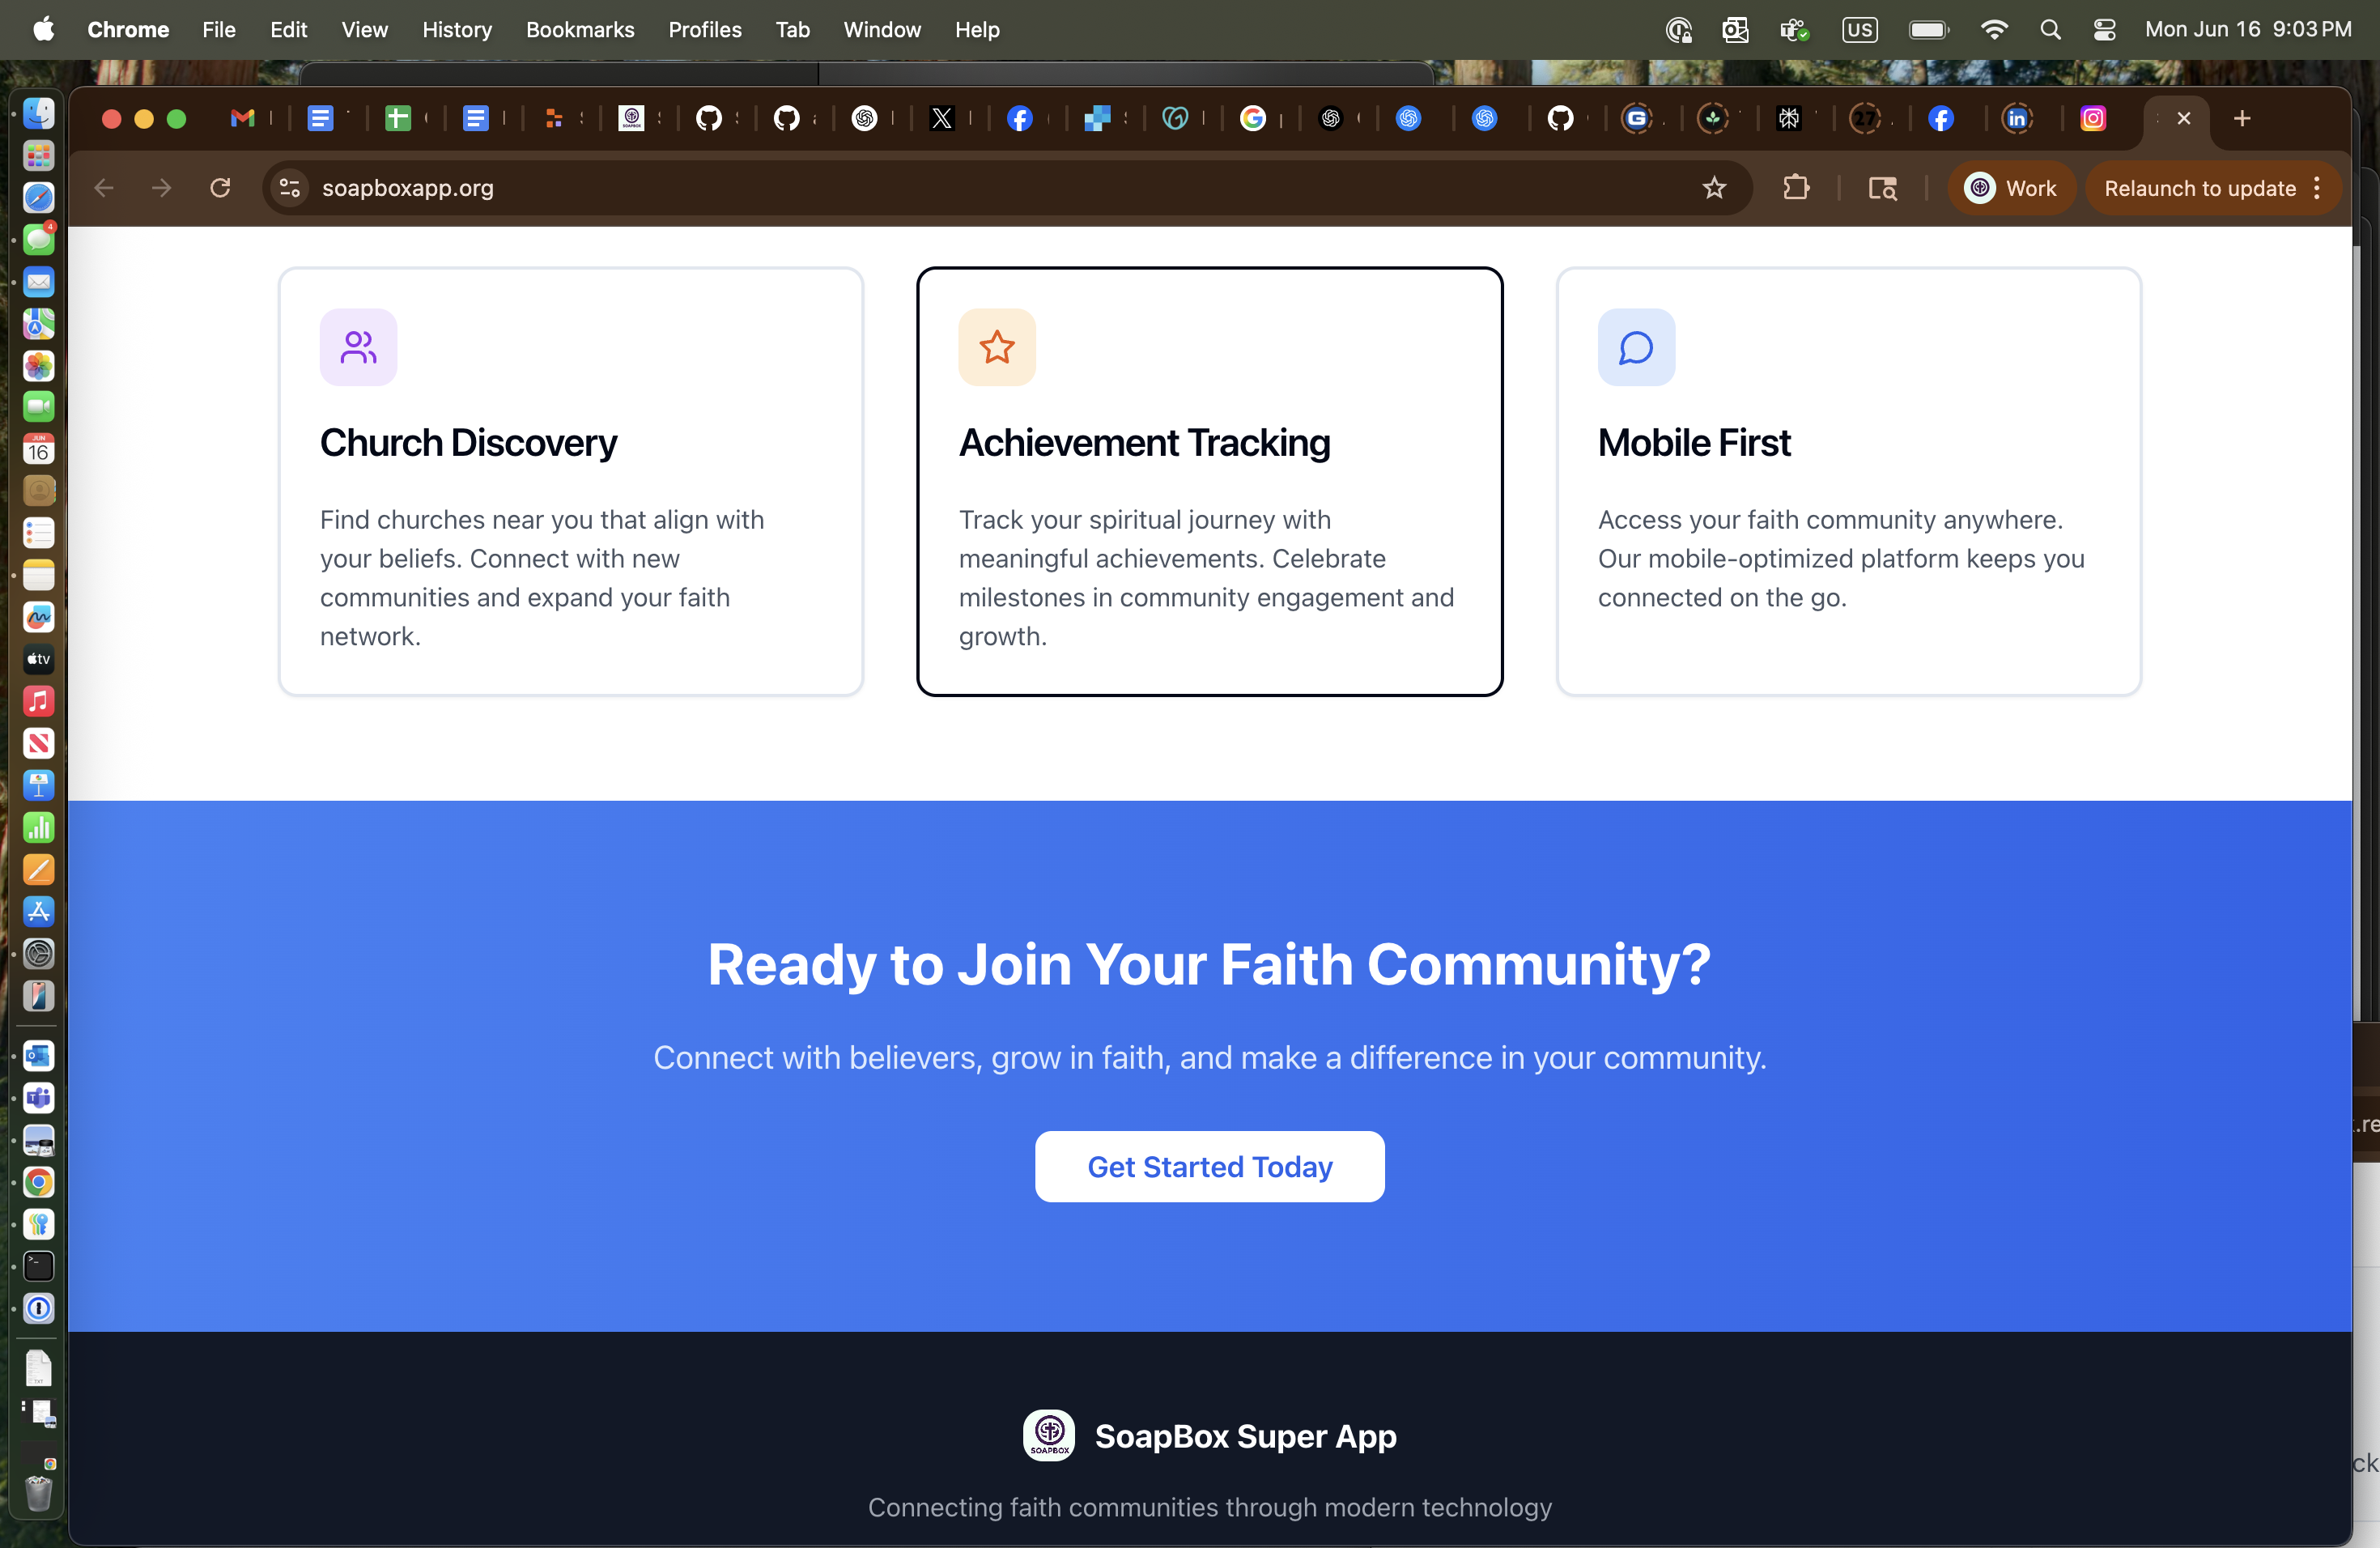 Chrome File Edit View History Bookmarks Profiles Tab Window Help US Mon Jun 16 9:03 PM
soapboxapp.org Work Relaunch to update
4
JUN
16
tv
Church Discovery
Find churches near you that align with
your beliefs. Connect with new
communities and expand your faith
network.
Achievement Tracking
Track your spiritual journey with
meaningful achievements. Celebrate
milestones in community engagement and
growth.
Mobile First
Access your faith community anywhere.
Our mobile-optimized platform keeps you
connected on the go.
Ready to Join Your Faith Community?
Connect with believers, grow in faith, and make a difference in your community.
Get Started Today
SOAPBOX
SoapBox Super App
Connecting faith communities through modern technology